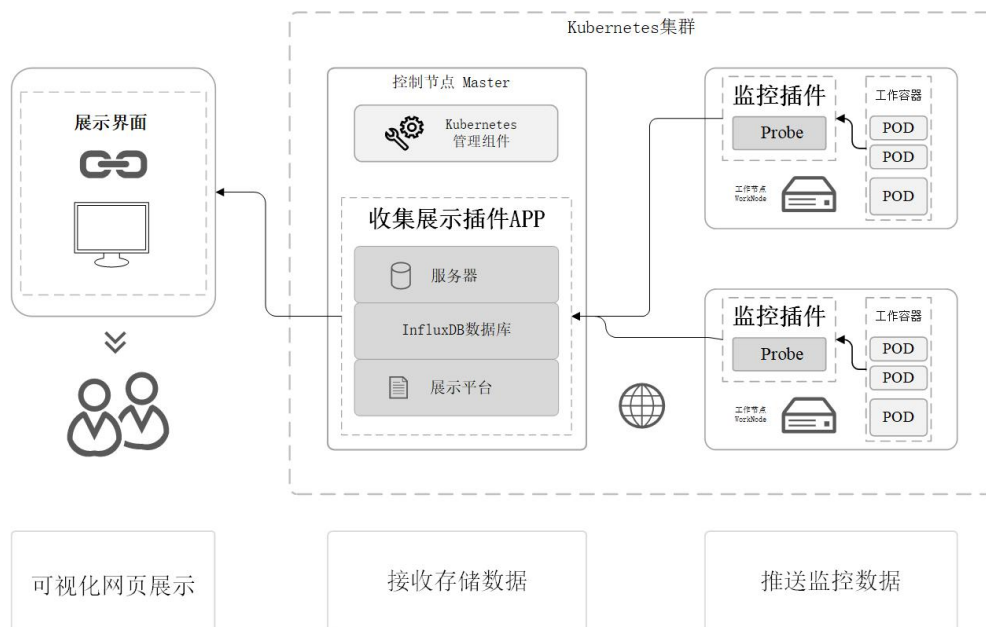 Kubernetes集群
展示界面
控制节点 Master
Kubernetes
管理组件
收集展示插件APP
服务器
InfluxDB数据库
展示平台
监控插件
Probe
工作节点
WorkNode
工作容器
POD
POD
POD
监控插件
Probe
工作节点
WorkNode
工作容器
POD
POD
POD
可视化网页展示
接收存储数据
推送监控数据